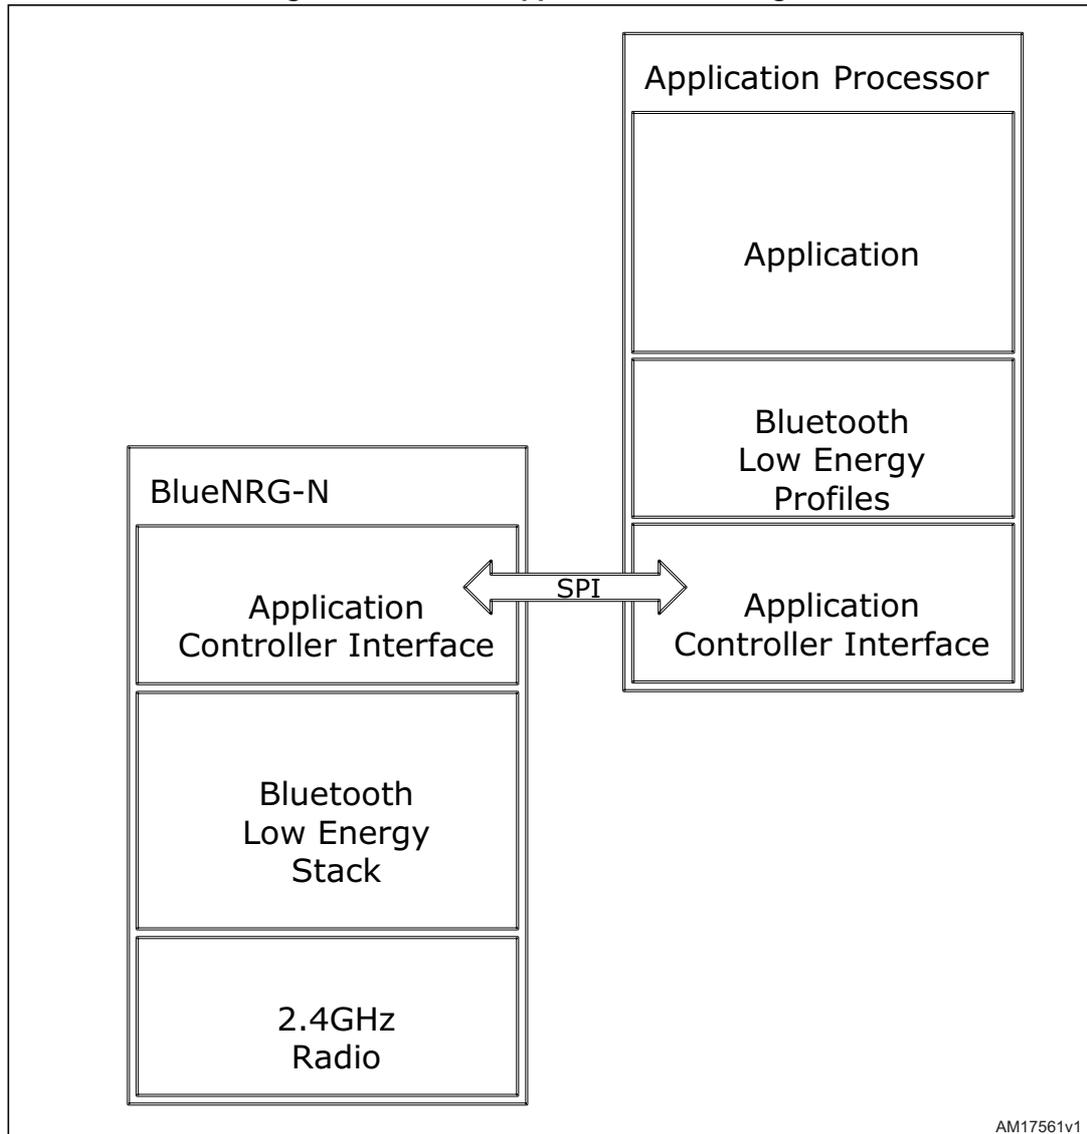 Application Processor
Application
Bluetooth
Low Energy
Profiles
BlueNRG-N
SPI
Application
Controller Interface
Application
Controller Interface
Bluetooth
Low Energy
Stack
2.4GHz
Radio
AM17561v1